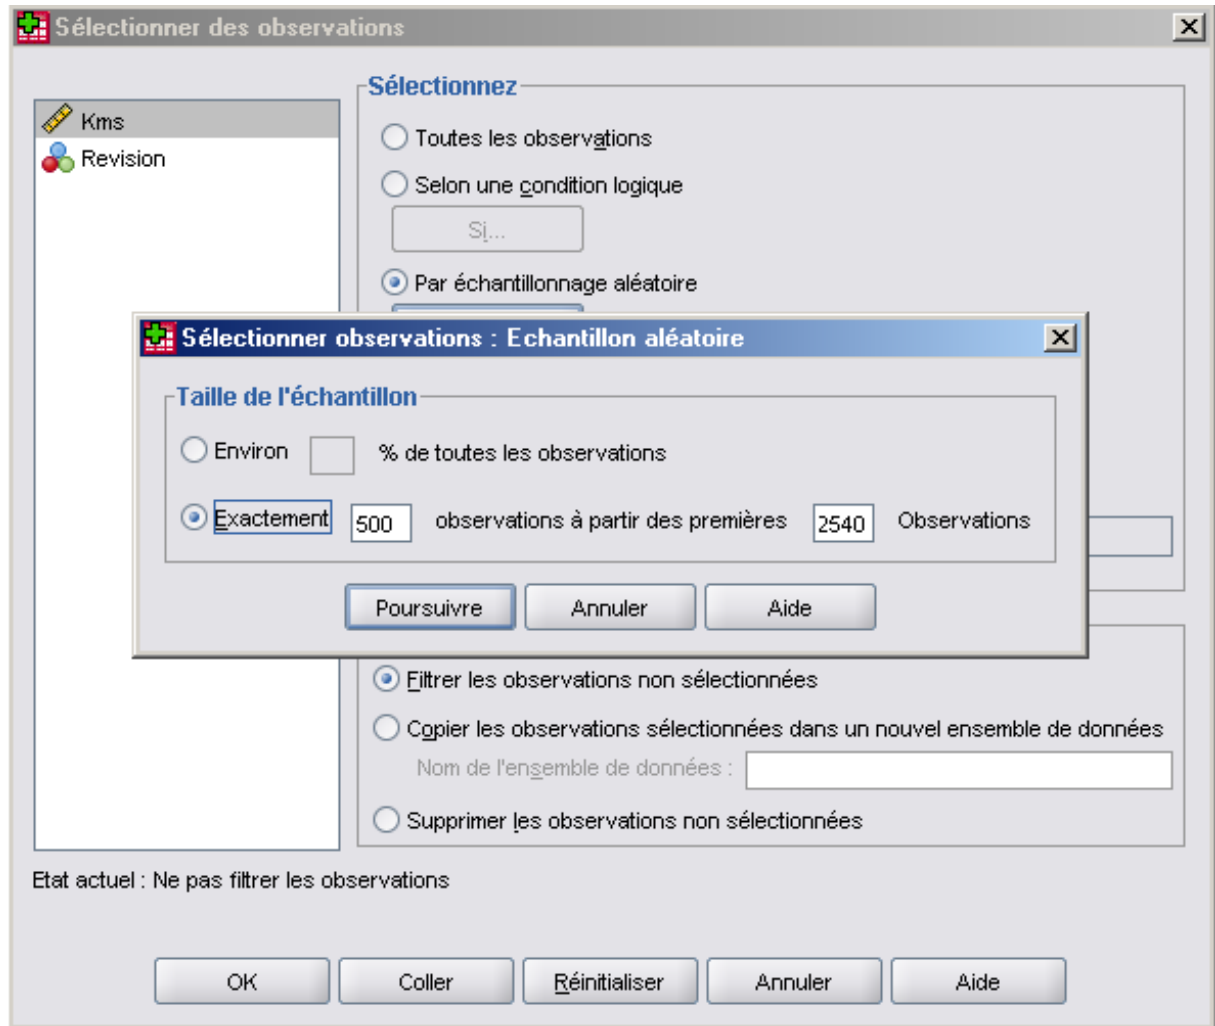 Sélectionner des observations
Kms
Revision
Sélectionnez
Toutes les observations
Selon une condition logique
Si...
Par échantillonnage aléatoire
Sélectionner observations : Echantillon aléatoire
Taille de l'échantillon
Environ % de toutes les observations
Exactement 500 observations à partir des premières 2540 Observations
Poursuivre Annuler Aide
Filtrer les observations non sélectionnées
Copier les observations sélectionnées dans un nouvel ensemble de données
Nom de l'ensemble de données :
Supprimer les observations non sélectionnées
Etat actuel : Ne pas filtrer les observations
OK Coller Réinitialiser Annuler Aide